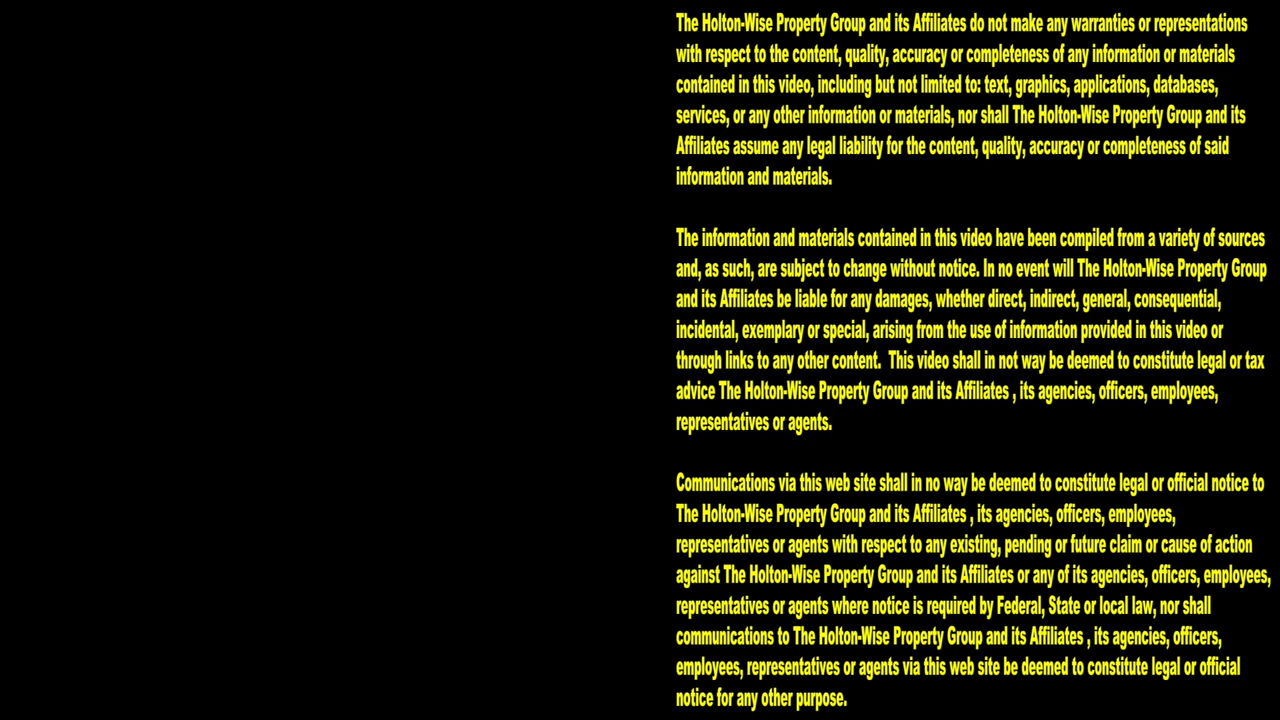 The Holton-Wise Property Group and its Affiliates do not make any warranties or representations
with respect to the content, quality, accuracy or completeness of any information or materials
contained in this video, including but not limited to: text, graphics, applications, databases,
services, or any other information or materials, nor shall The Holton-Wise Property Group and its
Affiliates assume any legal liability for the content, quality, accuracy or completeness of said
information and materials.
The information and materials contained in this video have been compiled from a variety of sources
and, as such, are subject to change without notice. In no event will The Holton-Wise Property Group
and its Affiliates be liable for any damages, whether direct, indirect, general, consequential,
incidental, exemplary or special, arising from the use of information provided in this video or
through links to any other content.  This video shall in not way be deemed to constitute legal or tax
advice The Holton-Wise Property Group and its Affiliates , its agencies, officers, employees,
representatives or agents.
Communications via this web site shall in no way be deemed to constitute legal or official notice to
The Holton-Wise Property Group and its Affiliates , its agencies, officers, employees,
representatives or agents with respect to any existing, pending or future claim or cause of action
against The Holton-Wise Property Group and its Affiliates or any of its agencies, officers, employees,
representatives or agents where notice is required by Federal, State or local law, nor shall
communications to The Holton-Wise Property Group and its Affiliates , its agencies, officers,
employees, representatives or agents via this web site be deemed to constitute legal or official
notice for any other purpose.